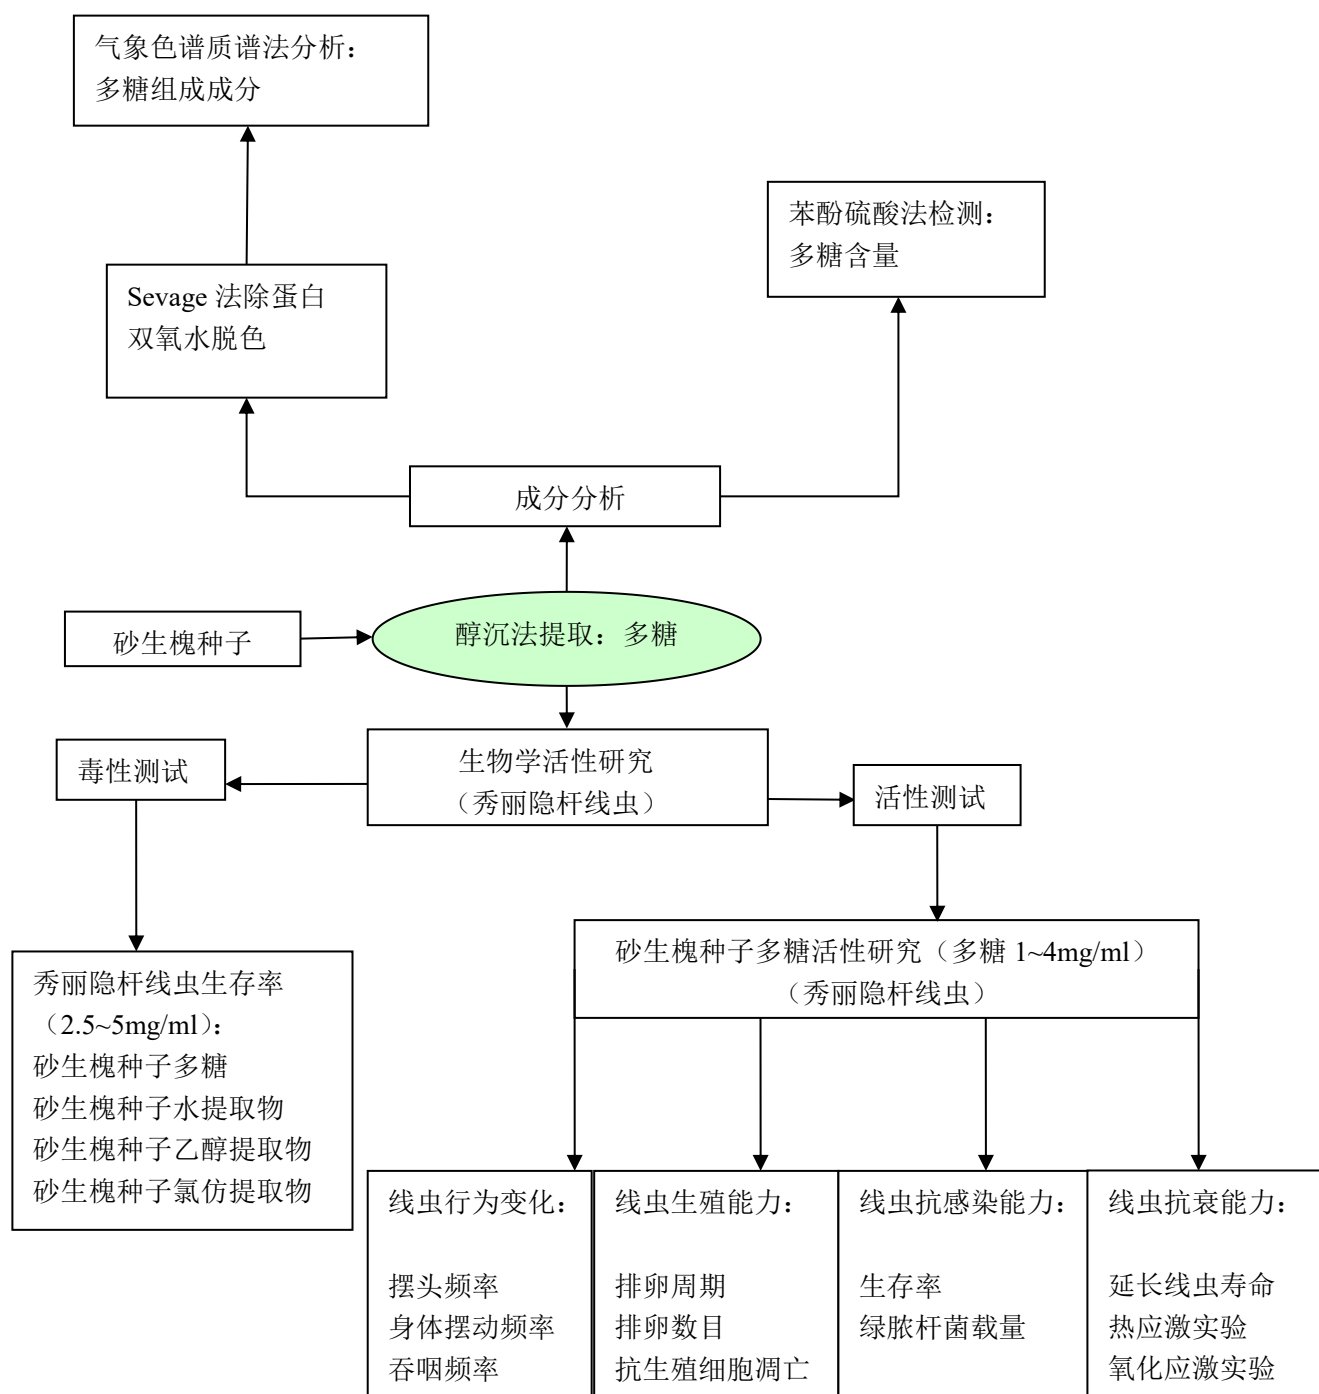 气象色谱质谱法分析：
多糖组成成分
苯酚硫酸法检测：
多糖含量
Sevage 法除蛋白
双氧水脱色
成分分析
砂生槐种子
醇沉法提取：多糖
毒性测试
生物学活性研究
（秀丽隐杆线虫）
活性测试
秀丽隐杆线虫生存率
（2.5~5mg/ml）：
砂生槐种子多糖
砂生槐种子水提取物
砂生槐种子乙醇提取物
砂生槐种子氯仿提取物
砂生槐种子多糖活性研究（多糖 1~4mg/ml）
（秀丽隐杆线虫）
线虫行为变化：
摆头频率
身体摆动频率
吞咽频率
线虫生殖能力：
排卵周期
排卵数目
抗生殖细胞凋亡
线虫抗感染能力：
生存率
绿脓杆菌载量
线虫抗衰能力：
延长线虫寿命
热应激实验
氧化应激实验